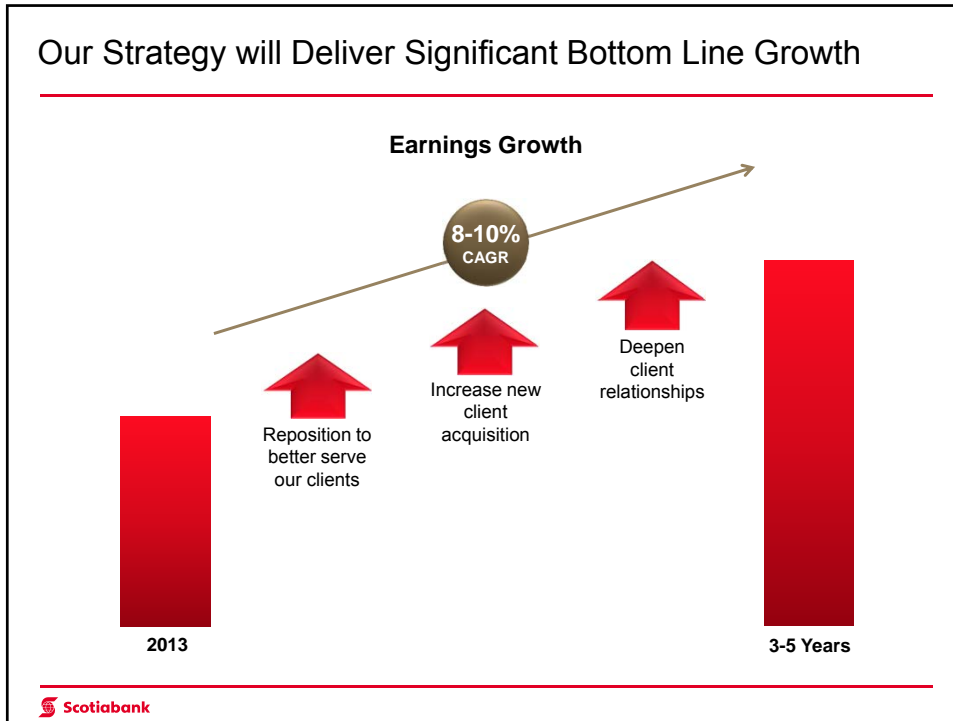 Our Strategy will Deliver Significant Bottom Line Growth
Earnings Growth
8-10%
CAGR
Reposition to
better serve
our clients
Increase new
client
acquisition
Deepen
client
relationships
2013
3-5 Years
Scotiabank